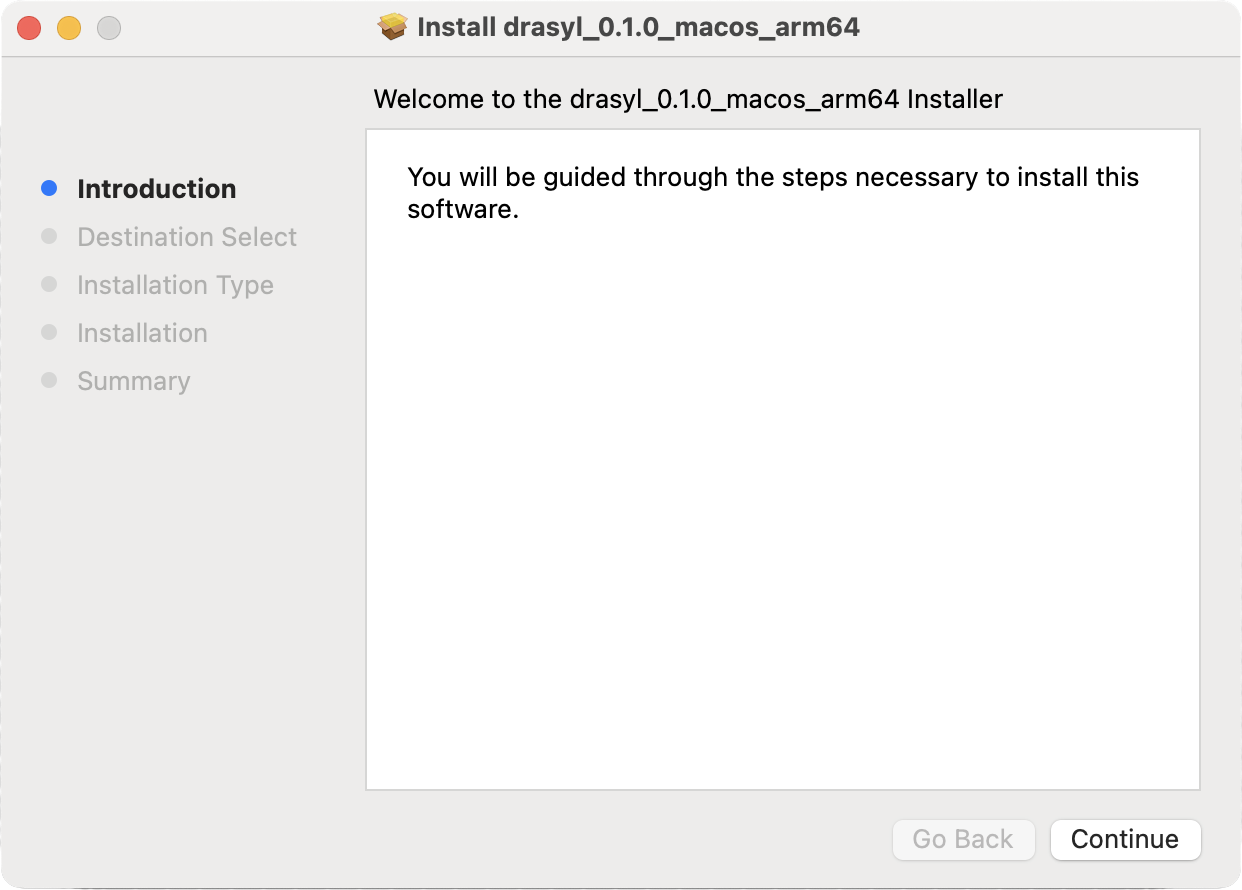 Install drasyl_0.1.0_macos_arm64
Welcome to the drasyl_0.1.0_macos_arm64 Installer
Introduction
Destination Select
Installation Type
Installation
Summary
You will be guided through the steps necessary to install this
software.
Go Back
Continue